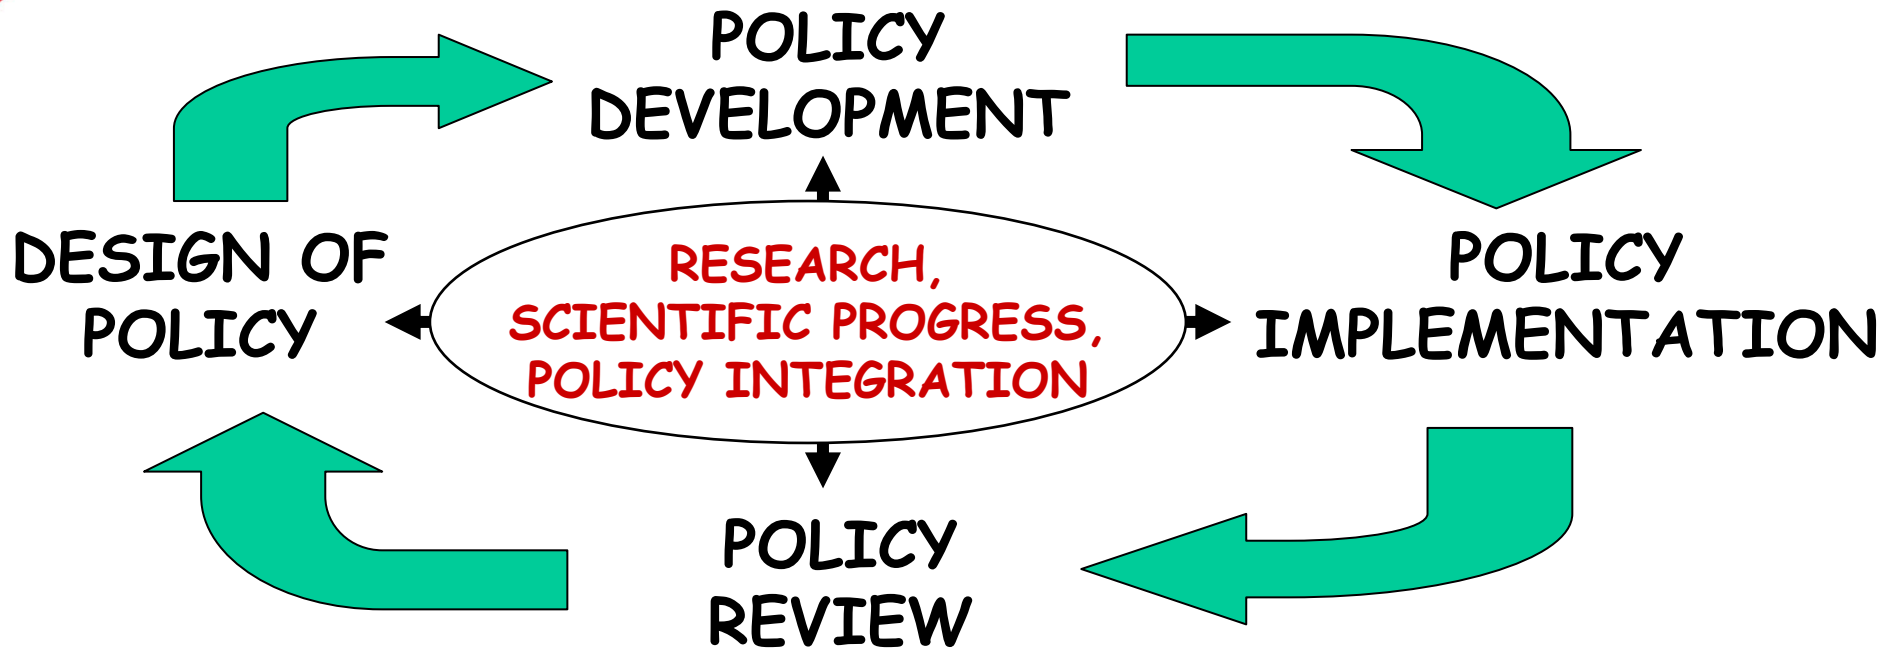 POLICY
DEVELOPMENT
DESIGN OF
POLICY
RESEARCH,
SCIENTIFIC PROGRESS,
POLICY INTEGRATION
POLICY
IMPLEMENTATION
POLICY
REVIEW